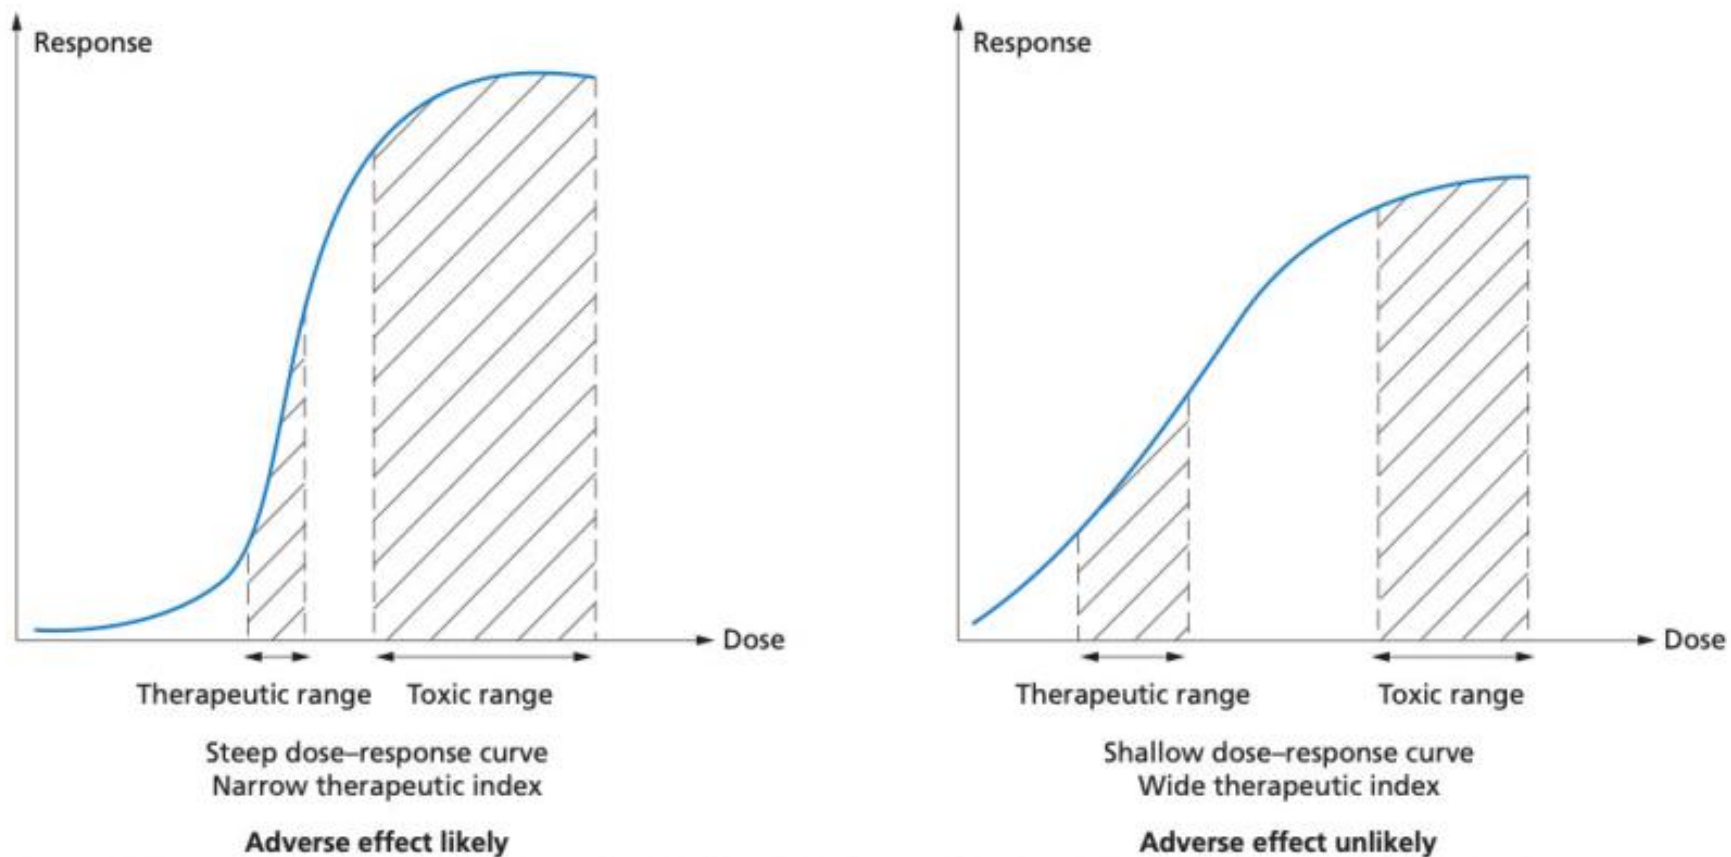 Response
Dose
Therapeutic range
Toxic range
Steep dose–response curve
Narrow therapeutic index
Adverse effect likely
Response
Dose
Therapeutic range
Toxic range
Shallow dose–response curve
Wide therapeutic index
Adverse effect unlikely